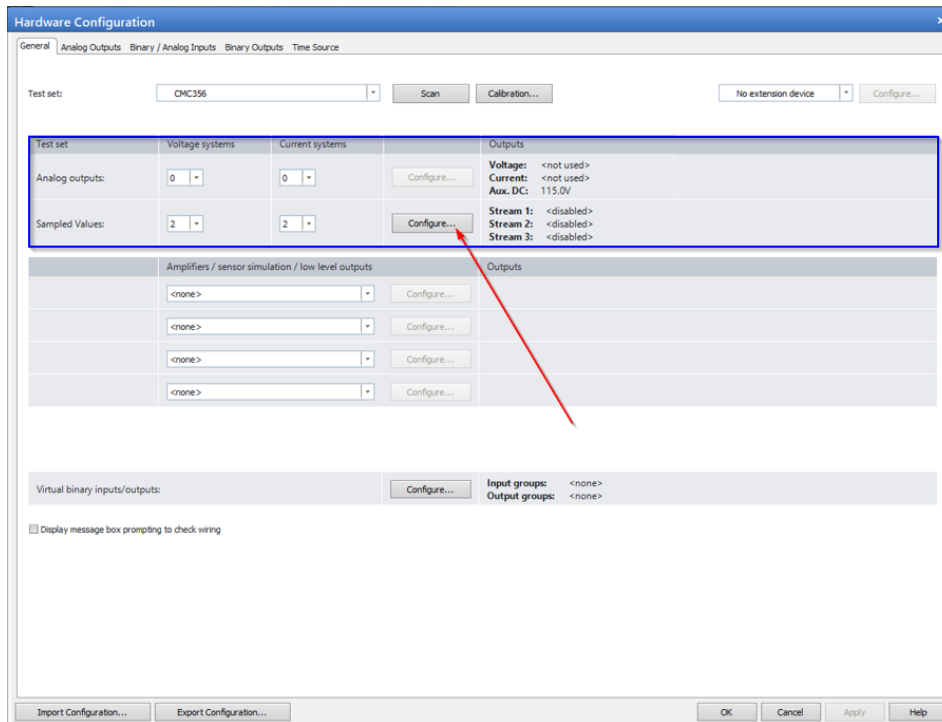 Hardware Configuration
General Analog Outputs Binary / Analog Inputs Binary Outputs Time Source
Test set: CMC356 Scan Calibration... No extension device Configure...
Test set Voltage systems Current systems Outputs
Analog outputs: 0 0 Configure... Voltage: <not used>
Current: <not used>
Aux. DC: 115.0V
Sampled Values: 2 2 Configure... Stream 1: <disabled>
Stream 2: <disabled>
Stream 3: <disabled>
Amplifiers / sensor simulation / low level outputs Outputs
<none> Configure...
<none> Configure...
<none> Configure...
<none> Configure...
Virtual binary inputs/outputs: Configure... Input groups: <none>
Output groups: <none>
Display message box prompting to check wiring
Import Configuration... Export Configuration... OK Cancel Apply Help